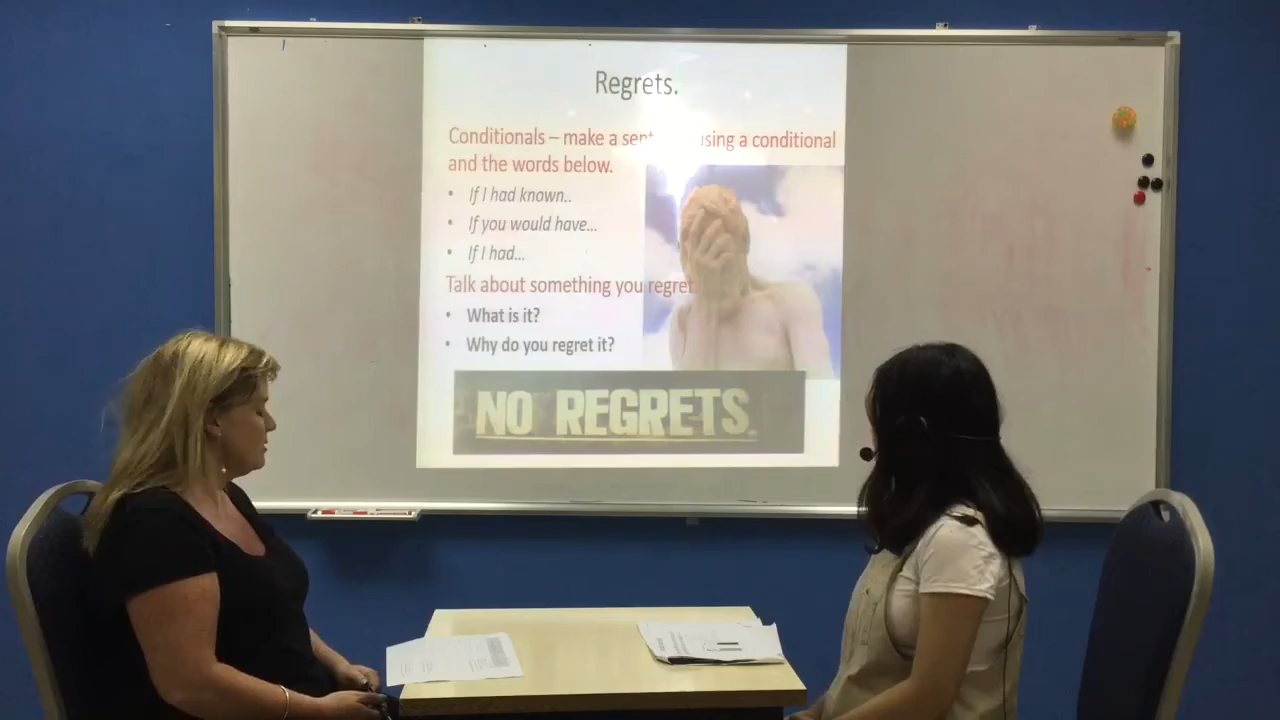 Regrets.
Conditionals – make a using a conditional
and the words below.
• If I had known..
• If you would have...
• If I had...
Talk about something you regret
• What is it?
• Why do you regret it?
NO REGRETS.